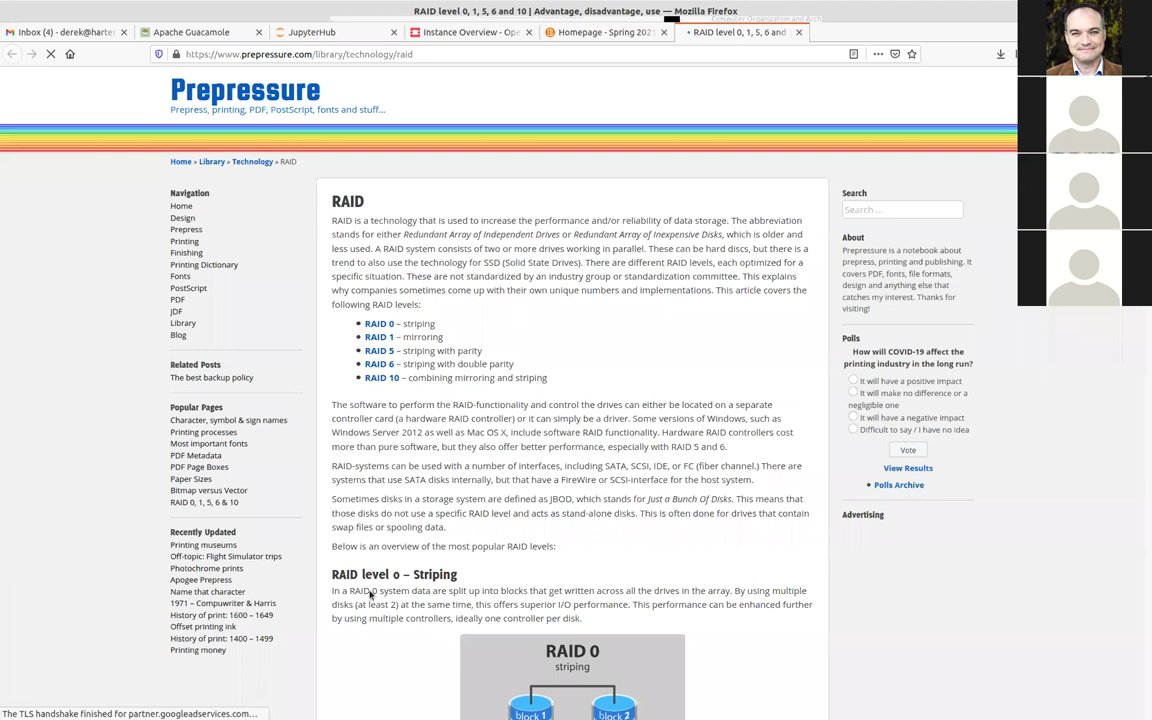 RAID level 0, 1, 5, 6 and 10 | Advantage, disadvantage, use — Mozilla Firefox
Inbox (4) - derek@harter
Apache Guacamole
JupyterHub
Instance Overview - Ope
Homepage - Spring 2021
RAID level 0, 1, 5, 6 and
https://www.prepressure.com/library/technology/raid
Prepressure
Prepress, printing, PDF, PostScript, fonts and stuff...
Home » Library » Technology » RAID
Navigation
Home
Design
Prepress
Printing
Finishing
Printing Dictionary
Fonts
PostScript
PDF
JDF
Library
Blog
Related Posts
The best backup policy
Popular Pages
Character, symbol & sign names
Printing processes
Most important fonts
PDF Metadata
PDF Page Boxes
Paper Sizes
Bitmap versus Vector
RAID 0, 1, 5, 6 & 10
Recently Updated
Printing museums
Off-topic: Flight Simulator trips
Photochrome prints
Apogee Prepress
Name that character
1971 – Compuwriter & Harris
History of print: 1600 – 1649
Offset printing ink
History of print: 1400 – 1499
Printing money
RAID
RAID is a technology that is used to increase the performance and/or reliability of data storage. The abbreviation
stands for either Redundant Array of Independent Drives or Redundant Array of Inexpensive Disks, which is older and
less used. A RAID system consists of two or more drives working in parallel. These can be hard discs, but there is a
trend to also use the technology for SSD (Solid State Drives). There are different RAID levels, each optimized for a
specific situation. These are not standardized by an industry group or standardization committee. This explains
why companies sometimes come up with their own unique numbers and implementations. This article covers the
following RAID levels:
• RAID 0 – striping
• RAID 1 – mirroring
• RAID 5 – striping with parity
• RAID 6 – striping with double parity
• RAID 10 – combining mirroring and striping
The software to perform the RAID-functionality and control the drives can either be located on a separate
controller card (a hardware RAID controller) or it can simply be a driver. Some versions of Windows, such as
Windows Server 2012 as well as Mac OS X, include software RAID functionality. Hardware RAID controllers cost
more than pure software, but they also offer better performance, especially with RAID 5 and 6.
RAID-systems can be used with a number of interfaces, including SATA, SCSI, IDE, or FC (fiber channel.) There are
systems that use SATA disks internally, but that have a FireWire or SCSI-interface for the host system.
Sometimes disks in a storage system are defined as JBOD, which stands for Just a Bunch Of Disks. This means that
those disks do not use a specific RAID level and acts as stand-alone disks. This is often done for drives that contain
swap files or spooling data.
Below is an overview of the most popular RAID levels:
RAID level 0 – Striping
In a RAID 0 system data are split up into blocks that get written across all the drives in the array. By using multiple
disks (at least 2) at the same time, this offers superior I/O performance. This performance can be enhanced further
by using multiple controllers, ideally one controller per disk.
RAID 0
striping
block 1
block 2
Search
Search ...
About
Prepressure is a notebook about
prepress, printing and publishing. It
covers PDF, fonts, file formats,
design and anything else that
catches my interest. Thanks for
visiting!
Polls
How will COVID-19 affect the
printing industry in the long run?
It will have a positive impact
It will make no difference or a
negligible one
It will have a negative impact
Difficult to say / I have no idea
Vote
View Results
• Polls Archive
Advertising
The TLS handshake finished for partner.googleadservices.com...